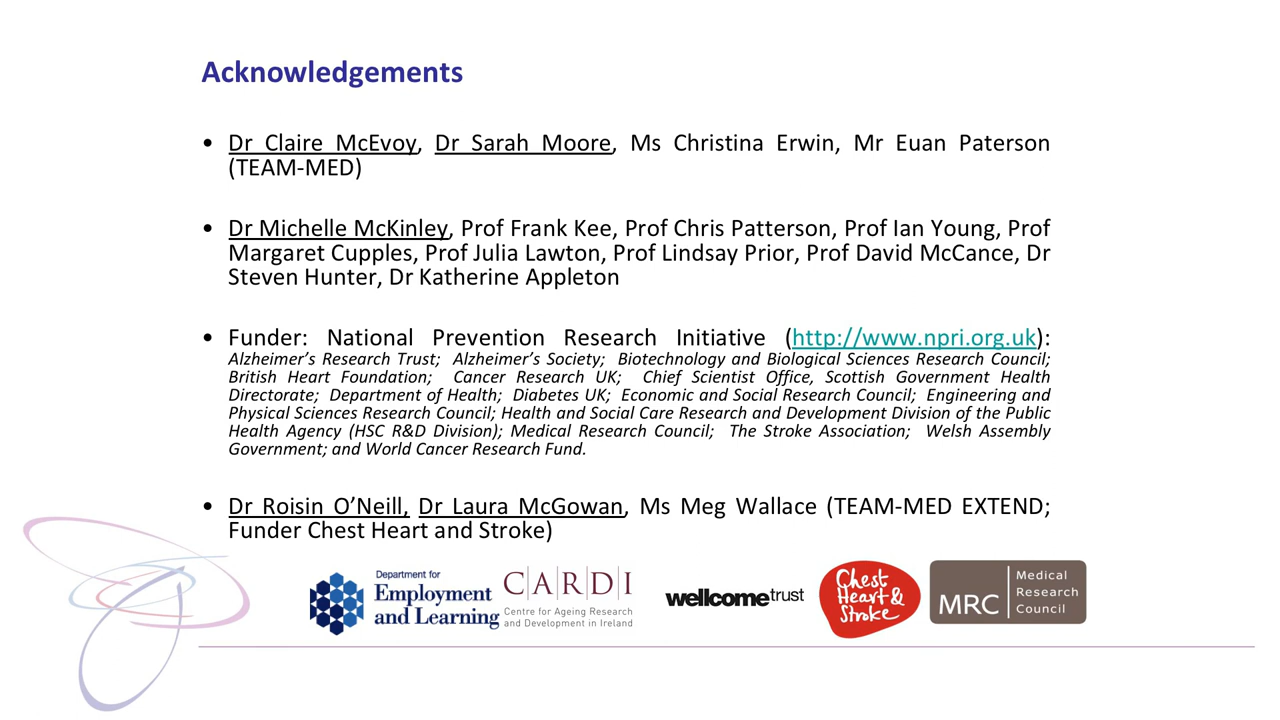 Acknowledgements
• Dr Claire McEvoy, Dr Sarah Moore, Ms Christina Erwin, Mr Euan Paterson
(TEAM-MED)
• Dr Michelle McKinley, Prof Frank Kee, Prof Chris Patterson, Prof Ian Young, Prof
Margaret Cupples, Prof Julia Lawton, Prof Lindsay Prior, Prof David McCance, Dr
Steven Hunter, Dr Katherine Appleton
• Funder: National Prevention Research Initiative (http://www.npri.org.uk):
Alzheimer’s Research Trust; Alzheimer’s Society; Biotechnology and Biological Sciences Research Council;
British Heart Foundation; Cancer Research UK; Chief Scientist Office, Scottish Government Health
Directorate; Department of Health; Diabetes UK; Economic and Social Research Council; Engineering and
Physical Sciences Research Council; Health and Social Care Research and Development Division of the Public
Health Agency (HSC R&D Division); Medical Research Council; The Stroke Association; Welsh Assembly
Government; and World Cancer Research Fund.
• Dr Roisin O’Neill, Dr Laura McGowan, Ms Meg Wallace (TEAM-MED EXTEND;
Funder Chest Heart and Stroke)
Department for
Employment
and Learning
C|A|R|D|I
Centre for Ageing Research
and Development in Ireland
wellcometrust
Chest
Heart &
Stroke
MRC
Medical
Research
Council